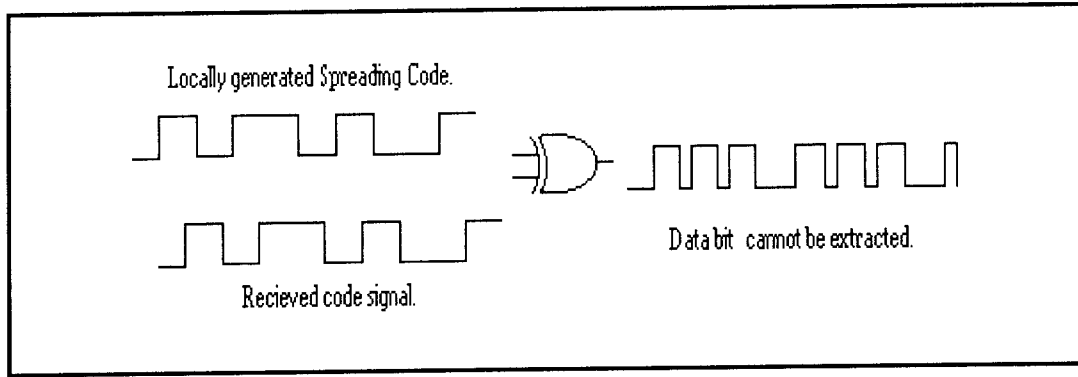 Locally generated Spreading Code.
Data bit cannot be extracted.
Recieved code signal.